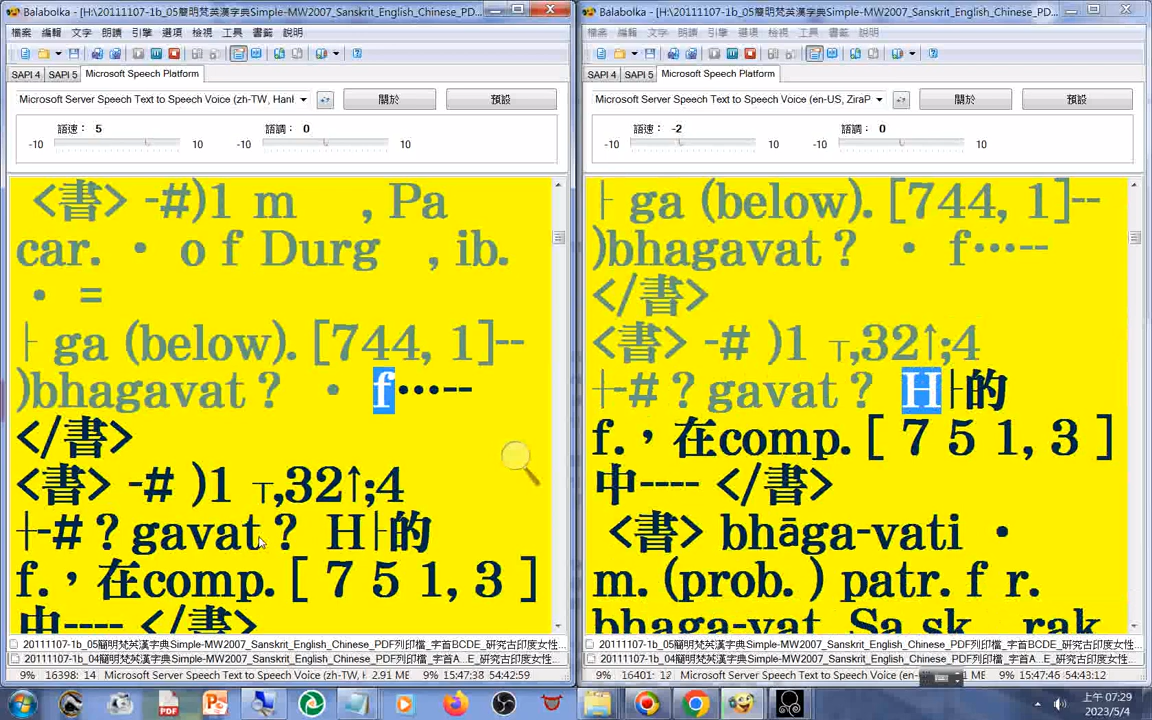 Balabolka - [H:\20111107-1b_05簡明梵英漢字典Simple-MW2007_Sanskrit_English_Chinese_PD...
檔案 編輯 文字 朗讀 引擎 選項 檢視 工具 書籤 說明
SAPI 4 SAPI 5 Microsoft Speech Platform
Microsoft Server Speech Text to Speech Voice (zh-TW, Hanl 關於 預設
語速： 5 語調： 0
-10 10 -10 10
<書> -#)1 m , Pa
car. • o f Durg , ib.
• =
├ ga (below). [744, 1]--
)bhagavat？ • f…--
</書>
<書> -# )1 ┬,32↑;4
┼-#？gavat？ H├的
f.，在comp.[ 7 5 1, 3 ]
中---- </書>
20111107-1b_05簡明梵英漢字典Simple-MW2007_Sanskrit_English_Chinese_PDF列印檔_字首BCDE_研究古印度女性...
20111107-1b_04簡明梵英漢字典Simple-MW2007_Sanskrit_English_Chinese_PDF列印檔_字首A...E_研究古印度女性...
9% 16398: 14 Microsoft Server Speech Text to Speech Voice (zh-TW, H 2.91 ME 9% 15:47:38 54:42:59
Balabolka - [H:\20111107-1b_05簡明梵英漢字典Simple-MW2007_Sanskrit_English_Chinese_PD...
檔案 編輯 文字 朗讀 引擎 選項 檢視 工具 書籤 說明
SAPI 4 SAPI 5 Microsoft Speech Platform
Microsoft Server Speech Text to Speech Voice (en-US, ZiraP 關於 預設
語速： -2 語調： 0
-10 10 -10 10
├ ga (below). [744, 1]--
)bhagavat？ • f…--
</書>
<書> -# )1 ┬,32↑;4
┼-#？gavat？ H├的
f.，在comp.[ 7 5 1, 3 ]
中---- </書>
<書> bhāga-vati •
m. (prob. ) patr. f r.
bhaga-vat, Sa.sk rak
20111107-1b_05簡明梵英漢字典Simple-MW2007_Sanskrit_English_Chinese_PDF列印檔_字首BCDE_研究古印度女性...
20111107-1b_04簡明梵英漢字典Simple-MW2007_Sanskrit_English_Chinese_PDF列印檔_字首A...E_研究古印度女性...
9% 16401: 12 Microsoft Server Speech Text to Speech Voice (en-U ME 9% 15:47:46 54:43:12
上午 07:29
2023/5/4